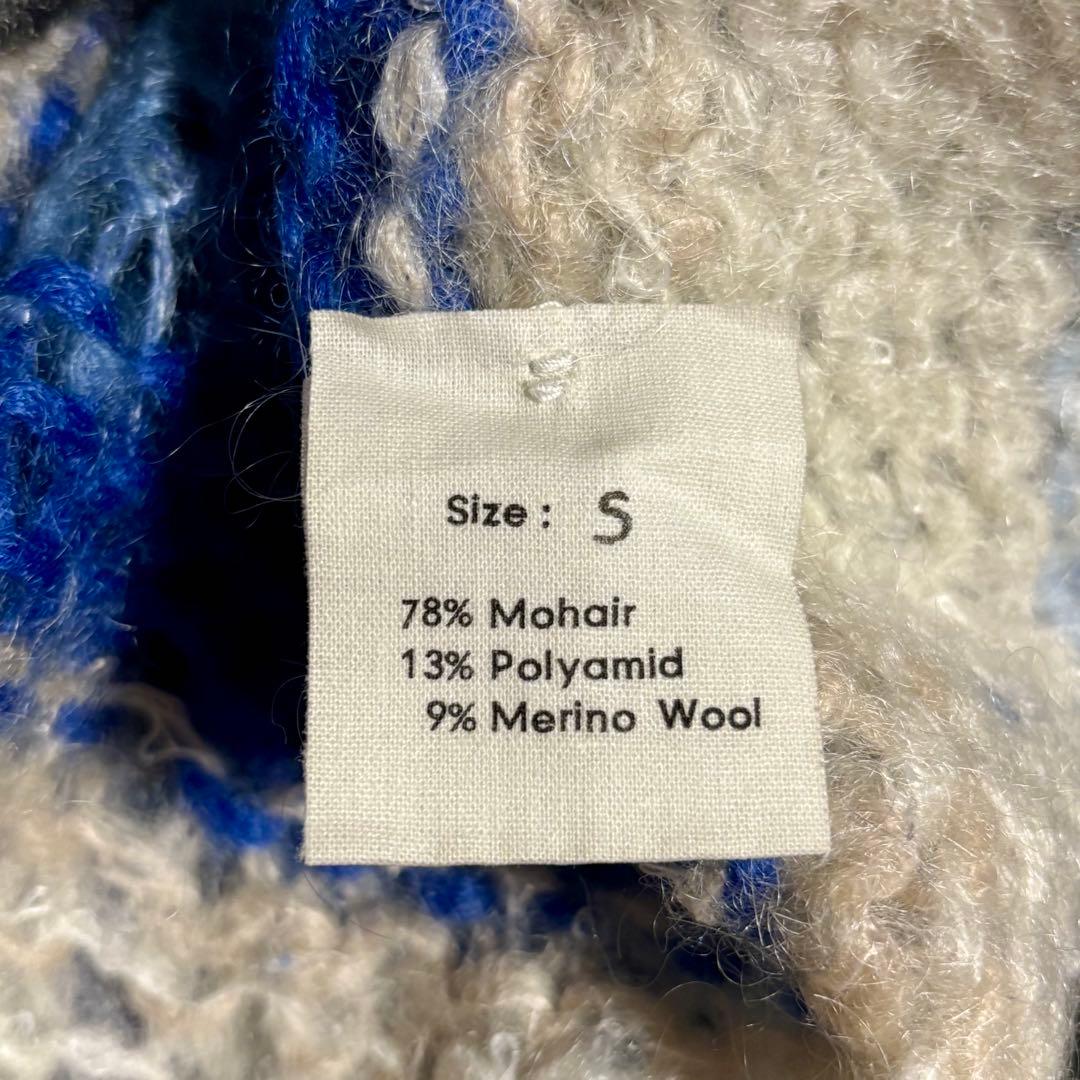 Size : S
78% Mohair
13% Polyamid
9% Merino Wool